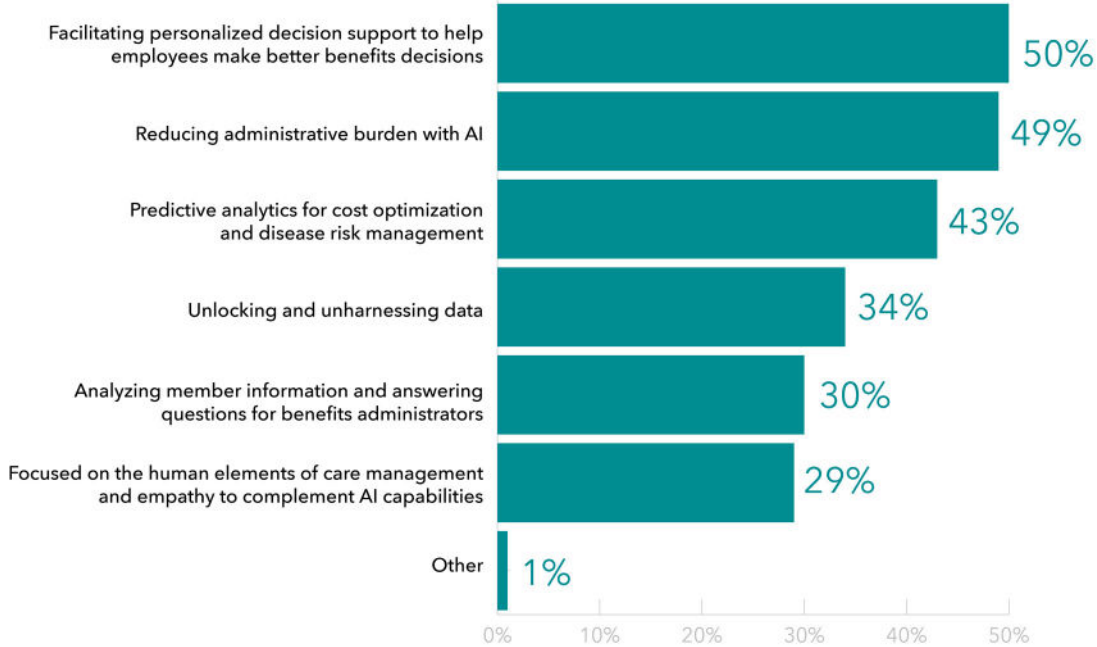 Facilitating personalized decision support to help
employees make better benefits decisions
50%
Reducing administrative burden with AI
49%
Predictive analytics for cost optimization
and disease risk management
43%
Unlocking and unharnessing data
34%
Analyzing member information and answering
questions for benefits administrators
30%
Focused on the human elements of care management
and empathy to complement AI capabilities
29%
Other
1%
0% 10% 20% 30% 40% 50%